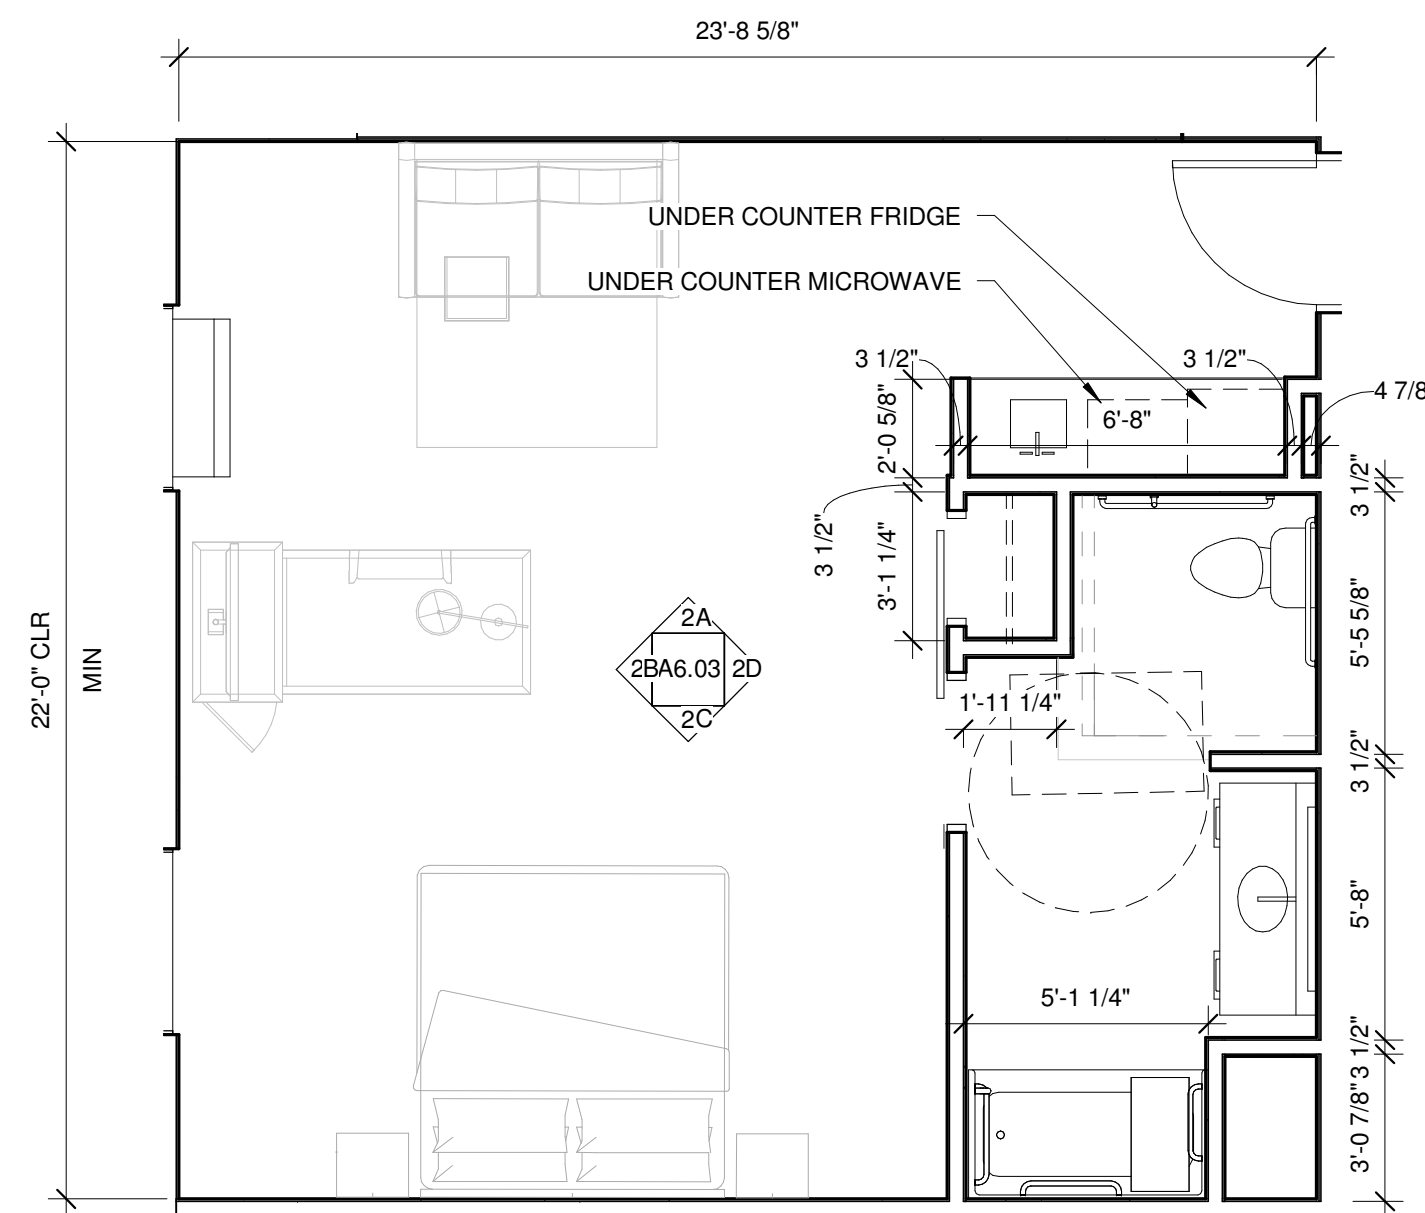 23'-8 5/8"
UNDER COUNTER FRIDGE
UNDER COUNTER MICROWAVE
3 1/2"
3 1/2"
4 7/8
2'-0 5/8"
6'-8"
3 1/2"
3 1/2"
3'-1 1/4"
5'-5 5/8"
22'-0" CLR
MIN
2A
2B
A6.03
2D
2C
1'-11 1/4"
3 1/2"
5'-8"
5'-1 1/4"
3 1/2"
3'-0 7/8"